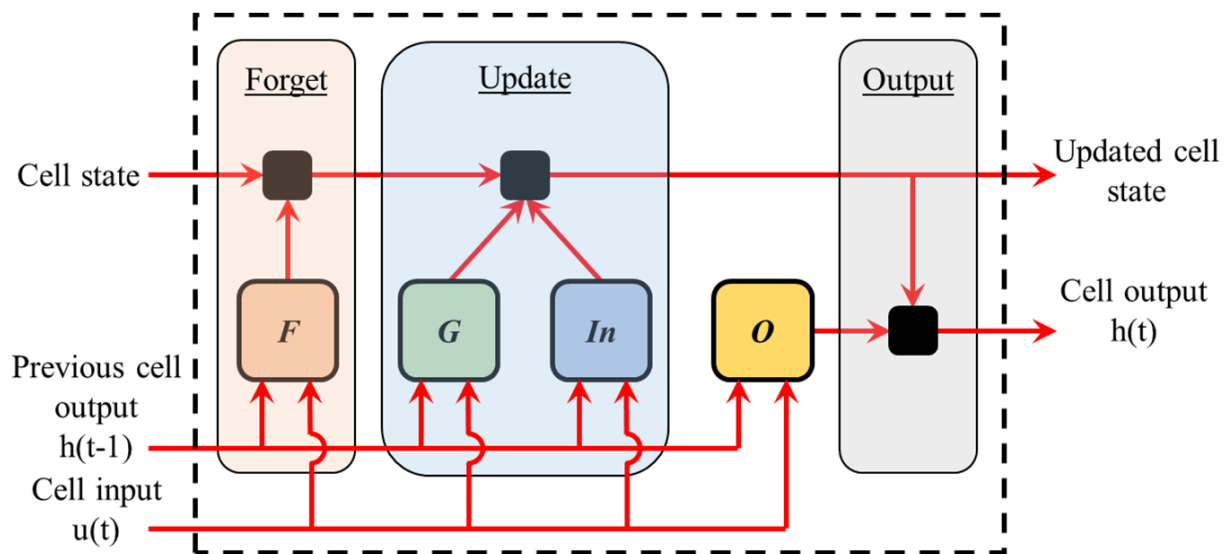 Forget
Update
Output
Cell state
Updated cell
state
F
G
In
O
Cell output
h(t)
Previous cell
output
h(t-1)
Cell input
u(t)